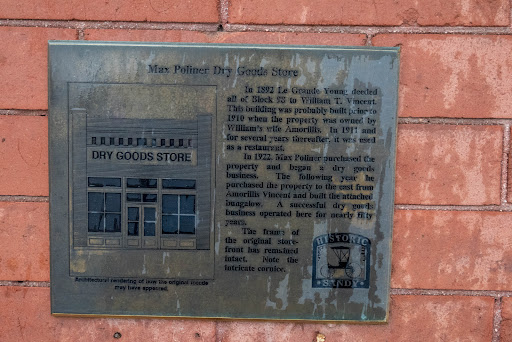 Max Poliner Dry Goods Store
In 1892 Le Grande Young deeded
all of Block 23 to William T. Vincent.
This building was probably built prior to
1910 when the property was owned by
William's wife Amorillis. In 1911 and
for several years thereafter, it was used
as a restaurant.
In 1922, Max Poliner purchased the
property and began a dry goods
business. The following year he
purchased the property to the east from
Amorillis Vincent and built the attached
bungelow. A successful dry goods
business operated here for nearly fifty
years.
The frames of
the original store-
front has remained
intact. Note the
intricate cornice.
DRY GOODS STORE
Architectural rendering of how the original facade
may have appeared.
HISTORIC
SANDY